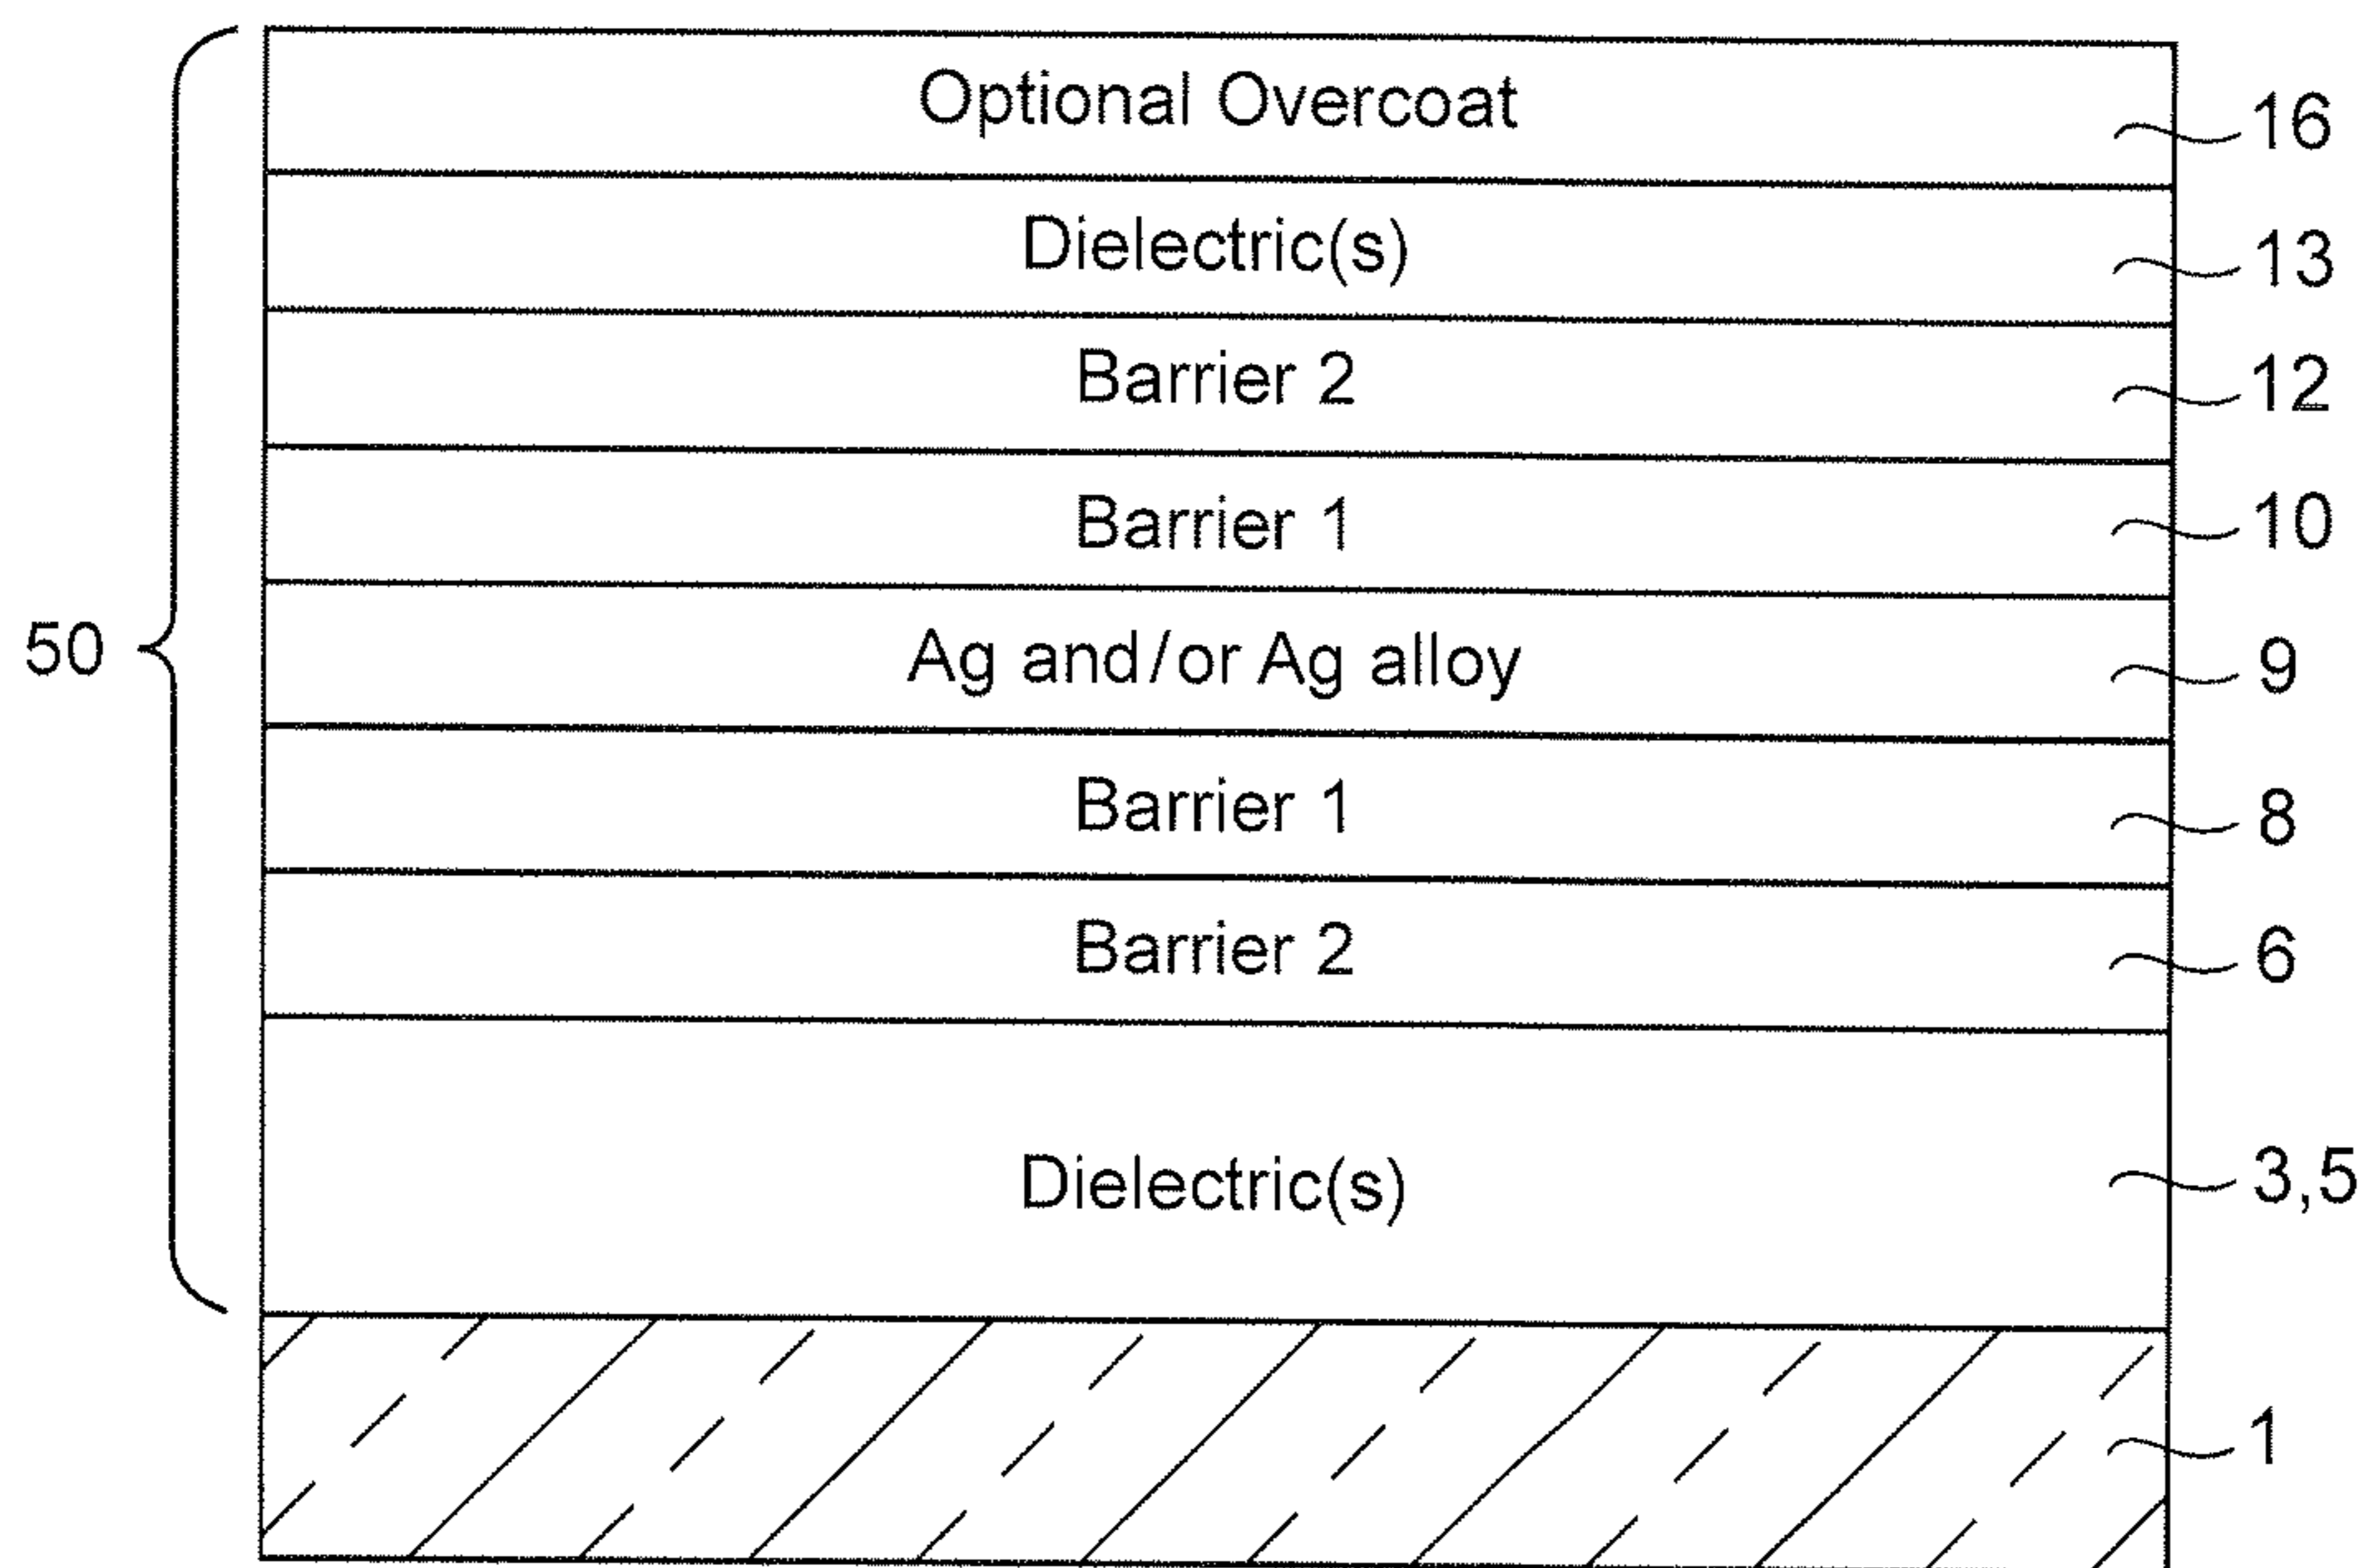 Optional Overcoat 16
Dielectric(s) 13
Barrier 2 12
Barrier 1 10
50 Ag and/or Ag alloy 9
Barrier 1 8
Barrier 2 6
Dielectric(s) 3,5
1